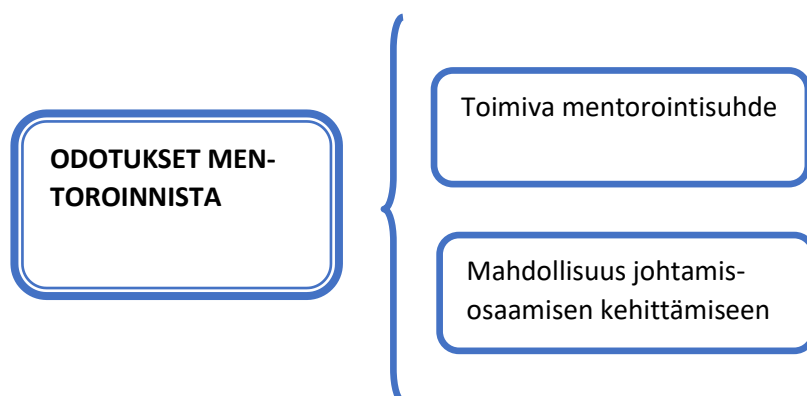 ODOTUKSET MEN-
TOROINNISTA
Toimiva mentorointisuhde
Mahdollisuus johtamis-
osaamisen kehittämiseen